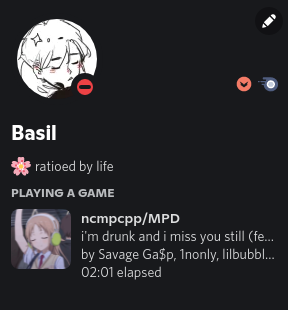 Basil
🌸 ratioed by life
PLAYING A GAME
ncmpcpp/MPD
i'm drunk and i miss you still (fe...
by Savage Ga$p, 1nonly, lilbubbl...
02:01 elapsed